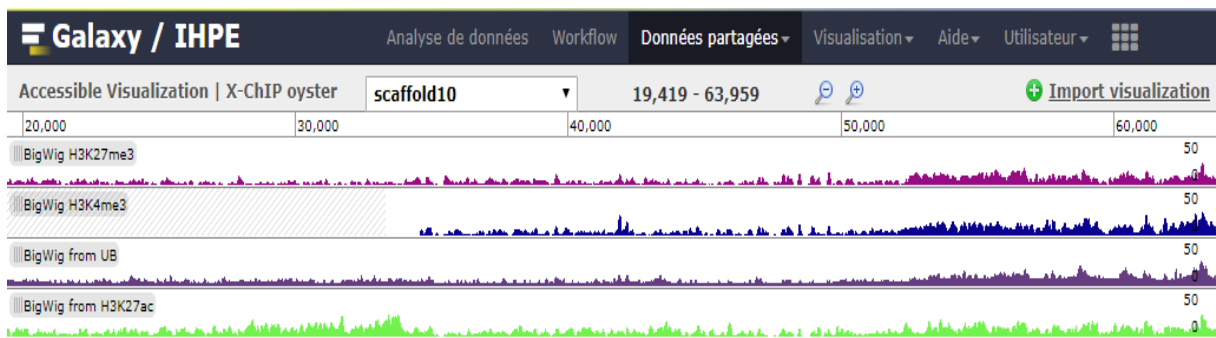 Galaxy / IHPE Analyse de données Workflow Données partagées Visualisation Aide Utilisateur
Accessible Visualization | X-ChIP oyster scaffold10 19,419 - 63,959 Import visualization
20,000 30,000 40,000 50,000 60,000
BigWig H3K27me3 50
0
BigWig H3K4me3 50
0
BigWig from UB 50
0
BigWig from H3K27ac 50
0